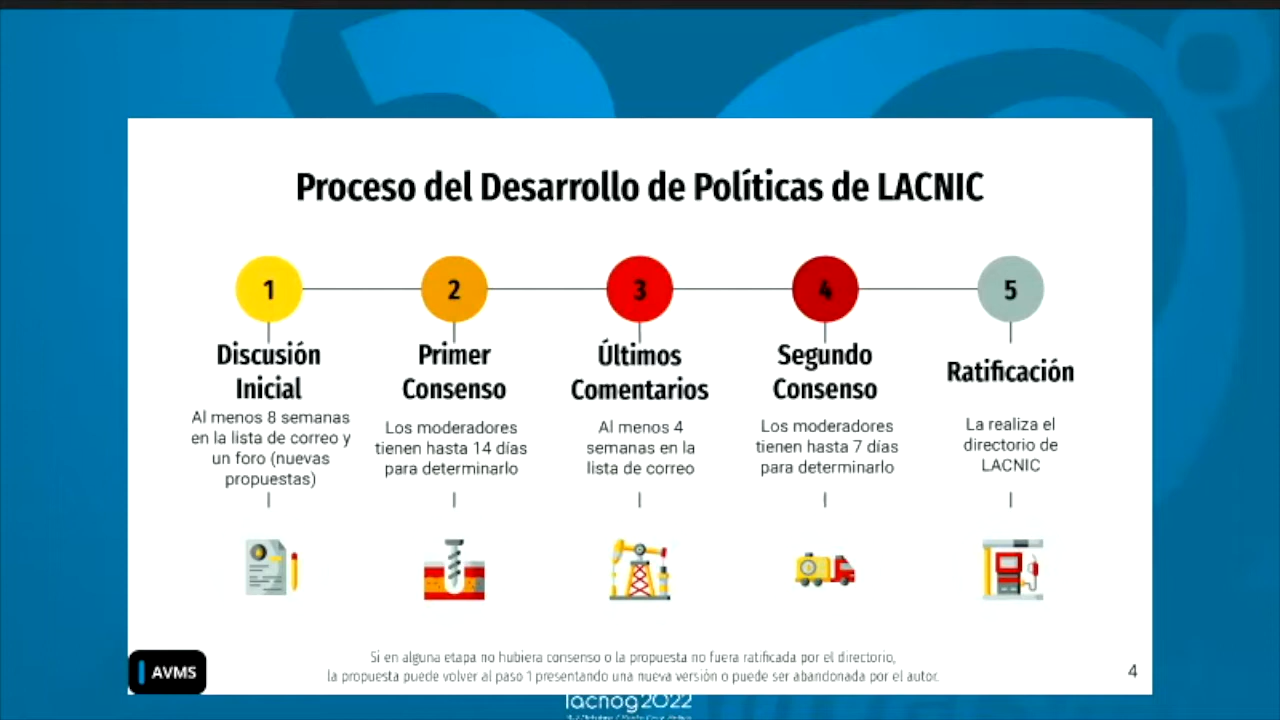 Proceso del Desarrollo de Políticas de LACNIC
1
2
3
4
5
Discusión
Inicial
Al menos 8 semanas
en la lista de correo y
un foro (nuevas
propuestas)
Primer
Consenso
Los moderadores
tienen hasta 14 días
para determinarlo
Últimos
Comentarios
Al menos 4
semanas en la
lista de correo
Segundo
Consenso
Los moderadores
tienen hasta 7 días
para determinarlo
Ratificación
La realiza el
directorio de
LACNIC
Si en alguna etapa no hubiera consenso o la propuesta no fuera ratificada por el directorio,
la propuesta puede volver al paso 1 presentando una nueva versión o puede ser abandonada por el autor.
4
AVMS
lacnog2022